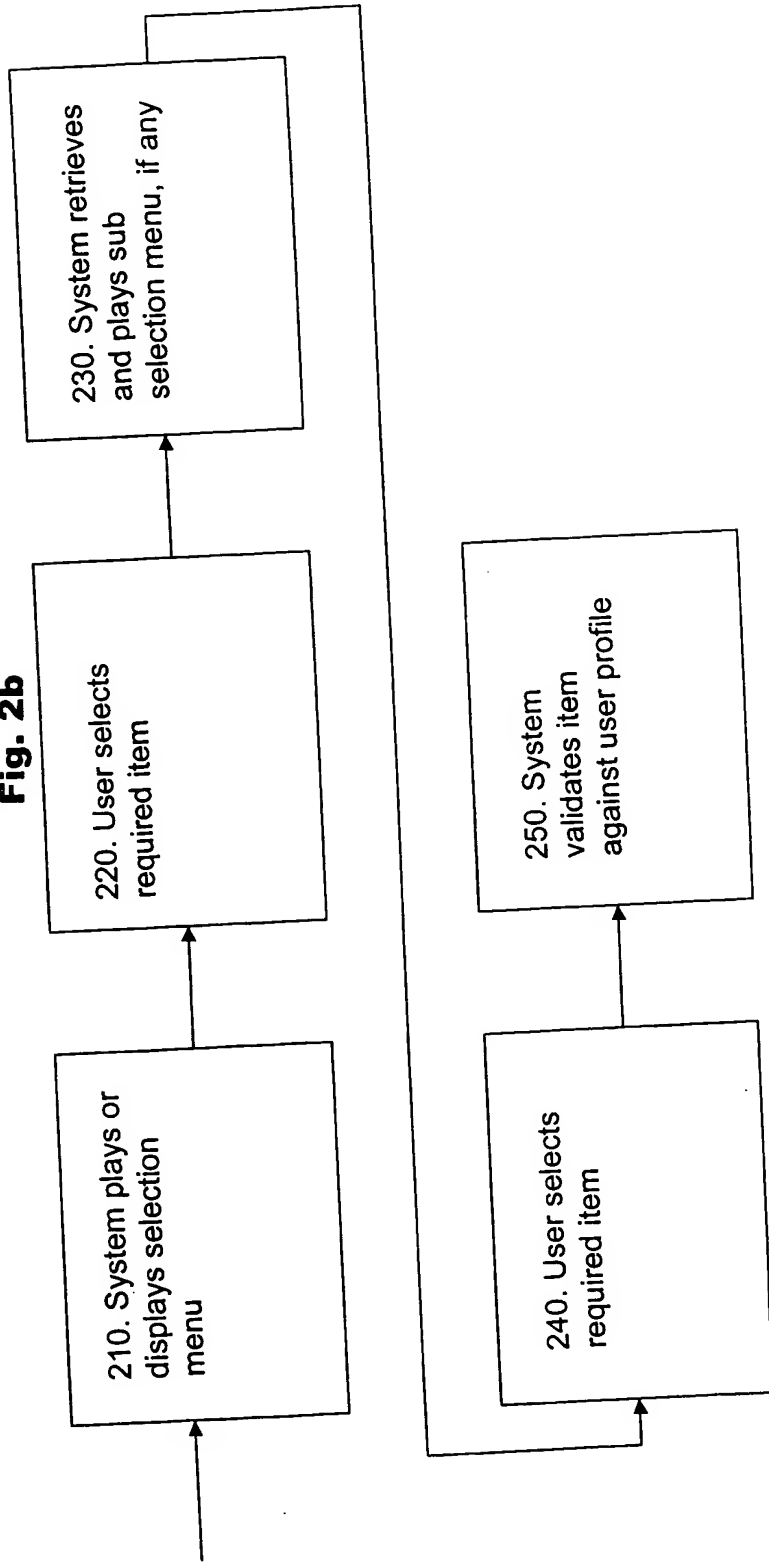 Fig. 2b
210. System plays or
displays selection
menu
220. User selects
required item
230. System retrieves
and plays sub
selection menu, if any
240. User selects
required item
250. System
validates item
against user profile